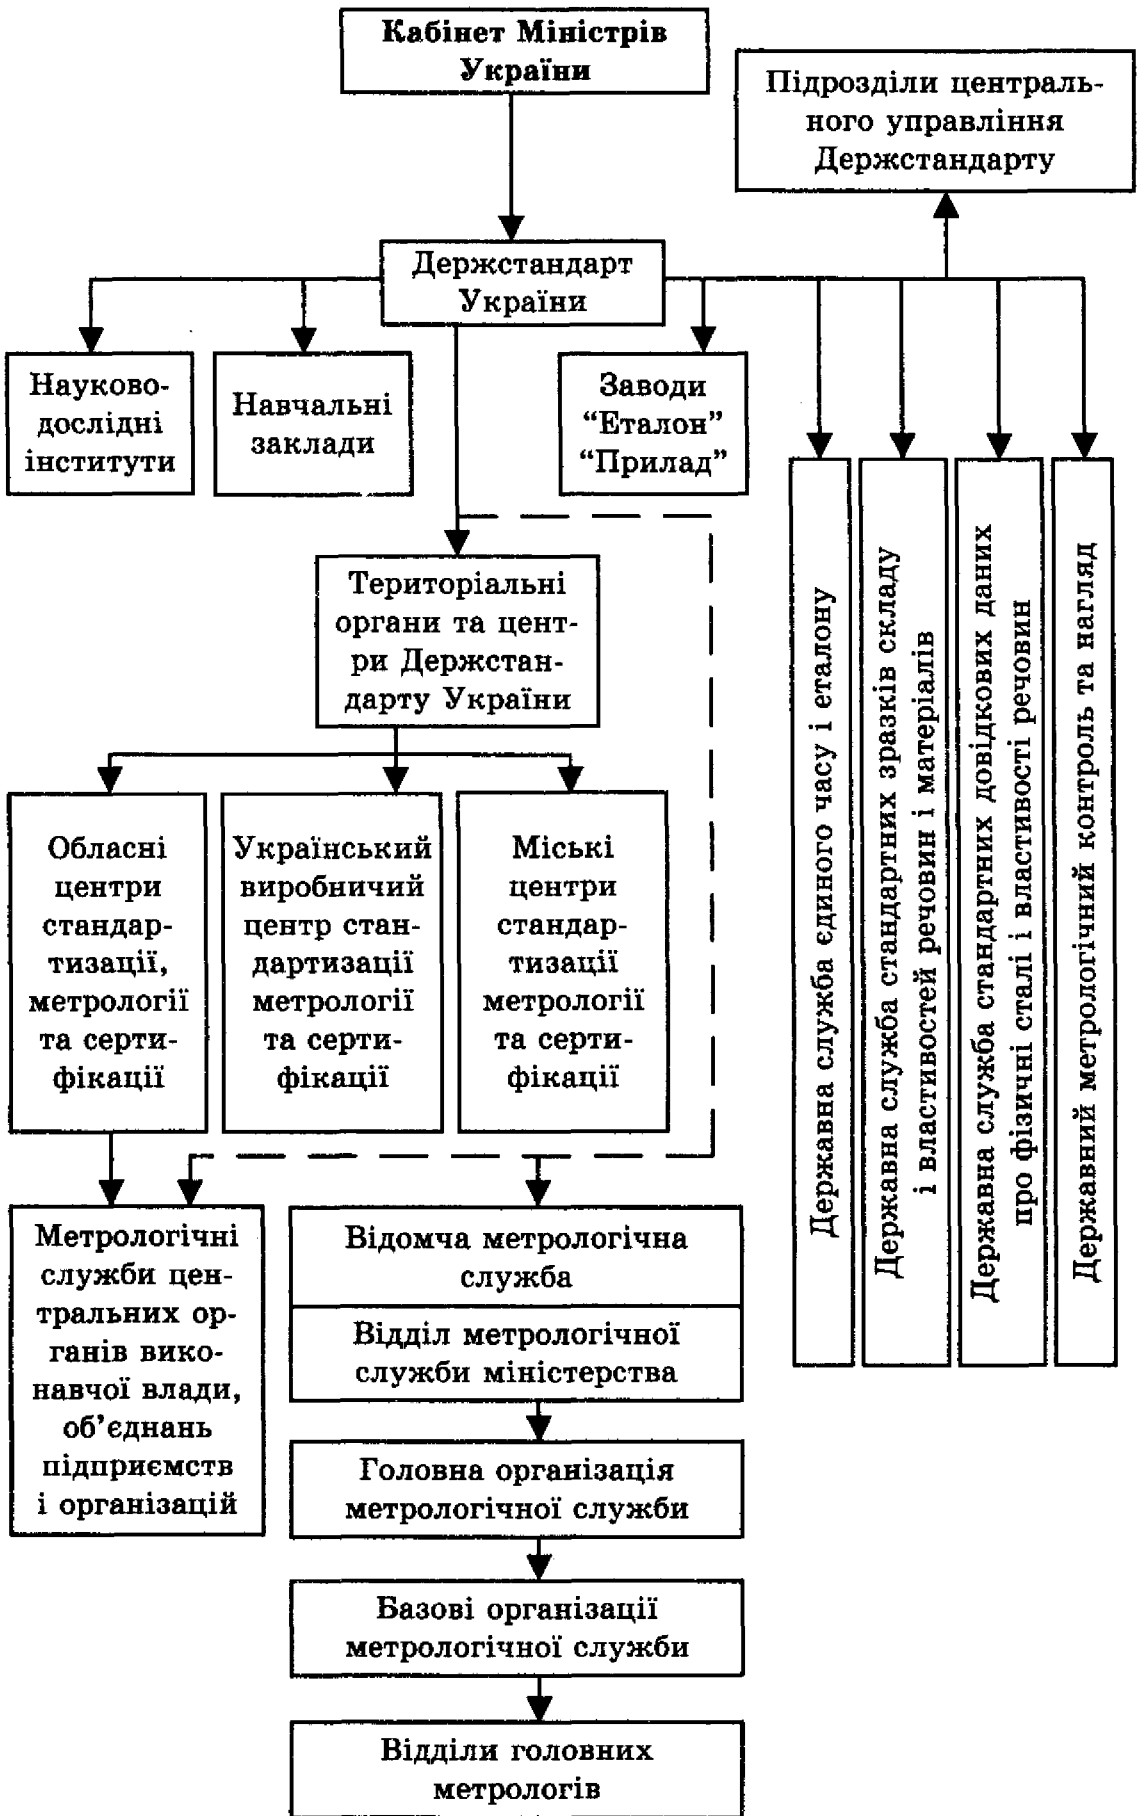 Кабінет Міністрів
України
Підрозділи централь-
ного управління
Держстандарту
Держстандарт
України
Науково-
дослідні
інститути
Навчальні
заклади
Заводи
“Еталон”
“Прилад”
Територіальні
органи та цент-
ри Держстан-
дарту України
Обласні
центри
стандар-
тизації,
метрології
та серти-
фікації
Український
виробничий
центр стан-
дартизації
метрології
та серти-
фікації
Міські
центри
стандар-
тизації
метрології
та серти-
фікації
Державна служба єдиного часу і еталону
Державна служба стандартних зразків складу
і властивостей речовин і матеріалів
Державна служба стандартних довідкових даних
про фізичні сталі і властивості речовин
Державний метрологічний контроль та нагляд
Метрологічні
служби цен-
тральних ор-
ганів вико-
навчої влади,
об’єднань
підприємств
і організацій
Відомча метрологічна
служба
Відділ метрологічної
служби міністерства
Головна організація
метрологічної служби
Базові організації
метрологічної служби
Відділи головних
метрологів